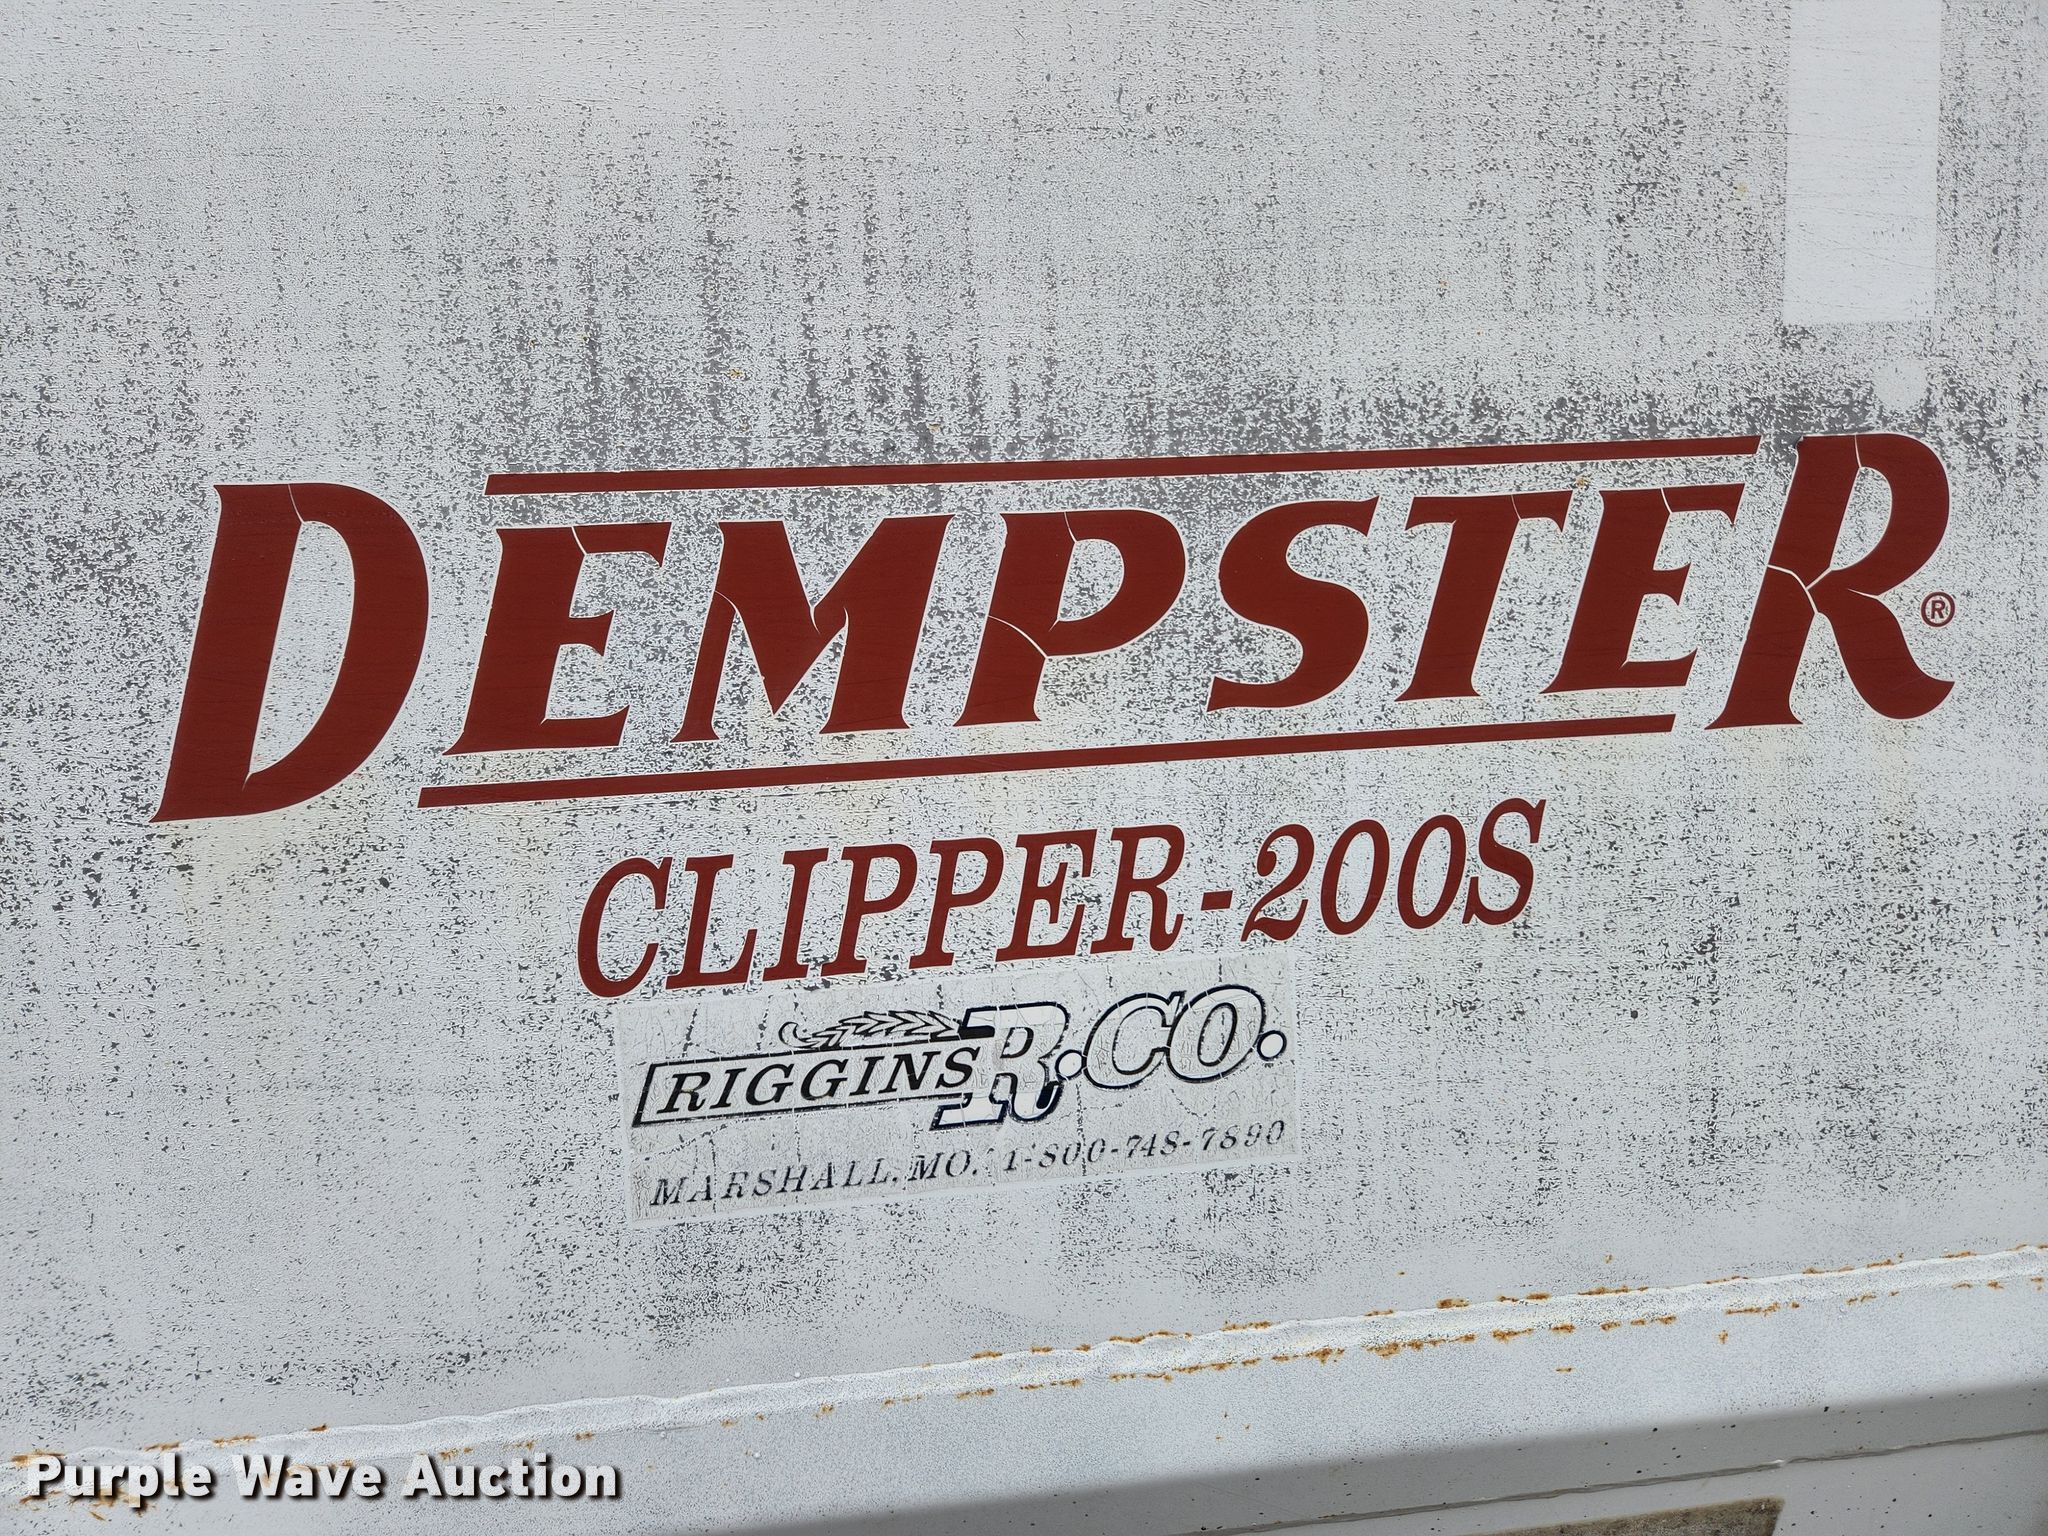 DEMPSTER®
CLIPPER-200S
RIGGINS R.CO.
MARSHALL, MO. 1-800-748-7890
Purple Wave Auction